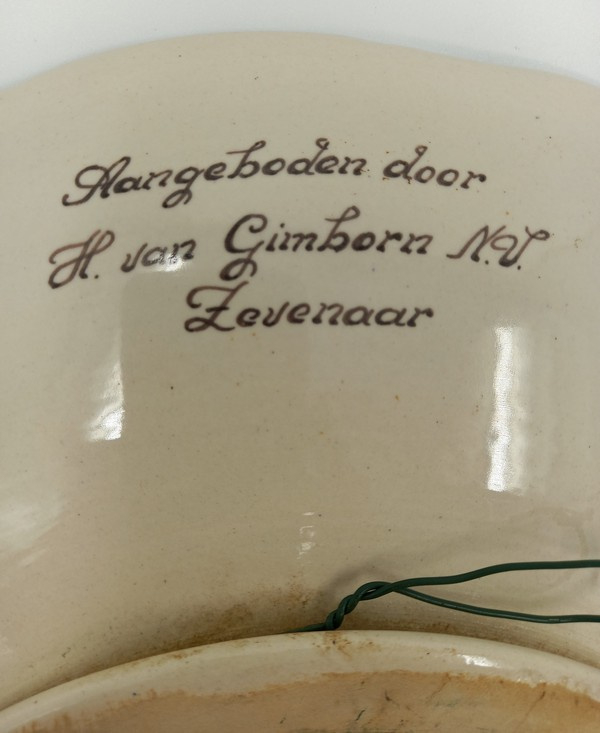 Aangeboden door
H. van Gimborn N.V.
Zevenaar